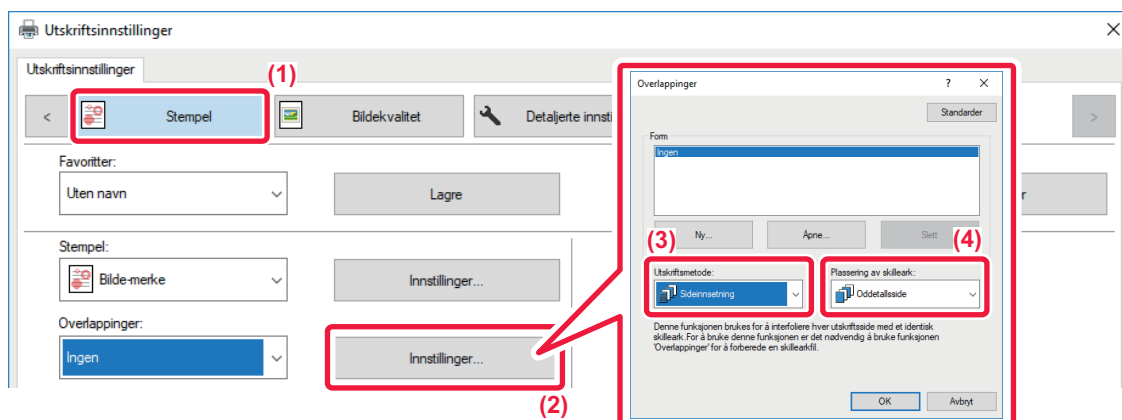 Utskriftsinnstillinger
Utskriftsinnstillinger
(1)
< Stempel Bildekvalitet Detaljerte innsti >
Favoritter:
Uten navn Lagre r
Stempel:
Bilde-merke Innstillinger...
Overlappinger:
Ingen Innstillinger...
(2)
Overlappinger ? ×
Standarder
Form
Ingen
Ny... Åpne... Slett
(3) (4)
Utskriftsmetode: Plassering av skilleark:
Sideinnsetning Oddetallsside
Denne funksjonen brukes for å interfoliere hver utskriftsside med et identisk
skilleark.For å bruke denne funksjonen er det nødvendig å bruke funksjonen
'Overlappinger' for å forberede en skillearkfil.
OK Avbryt